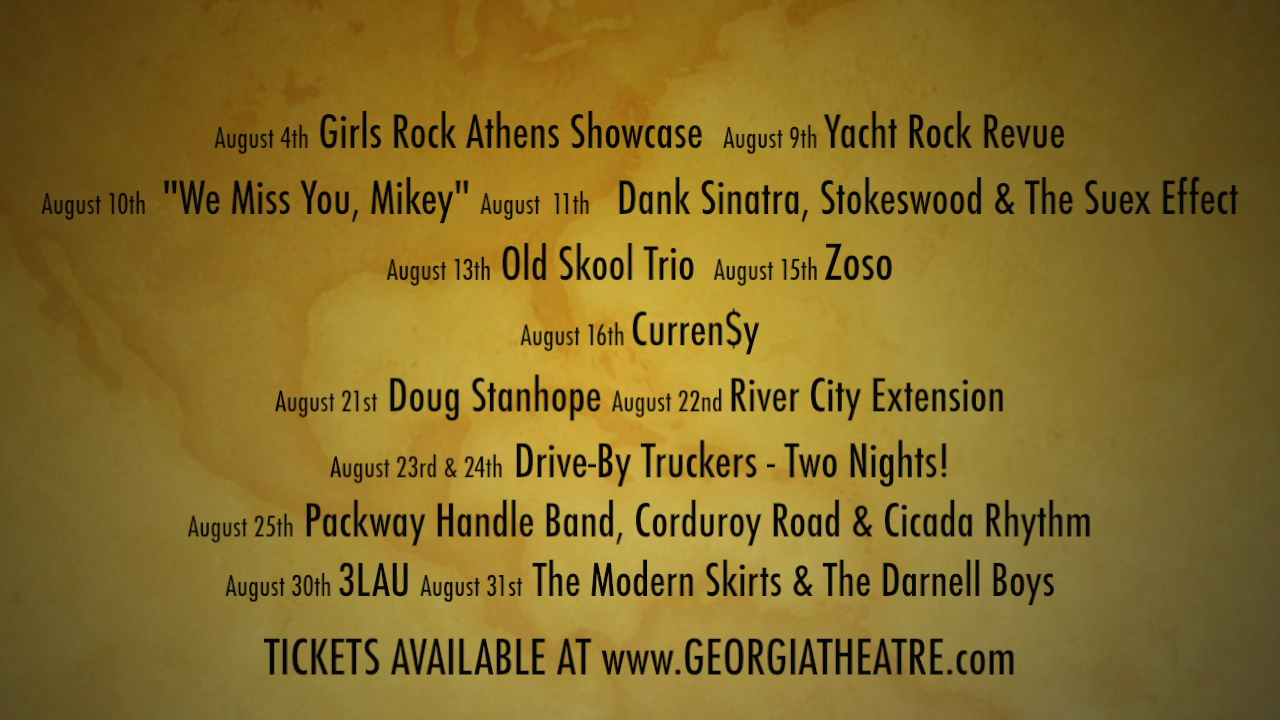 August 4th Girls Rock Athens Showcase August 9th Yacht Rock Revue
August 10th "We Miss You, Mikey" August 11th Dank Sinatra, Stokeswood & The Suex Effect
August 13th Old Skool Trio August 15th Zoso
August 16th Curren$y
August 21st Doug Stanhope August 22nd River City Extension
August 23rd & 24th Drive-By Truckers - Two Nights!
August 25th Packway Handle Band, Corduroy Road & Cicada Rhythm
August 30th 3LAU August 31st The Modern Skirts & The Darnell Boys
TICKETS AVAILABLE AT www.GEORGIATHEATRE.com